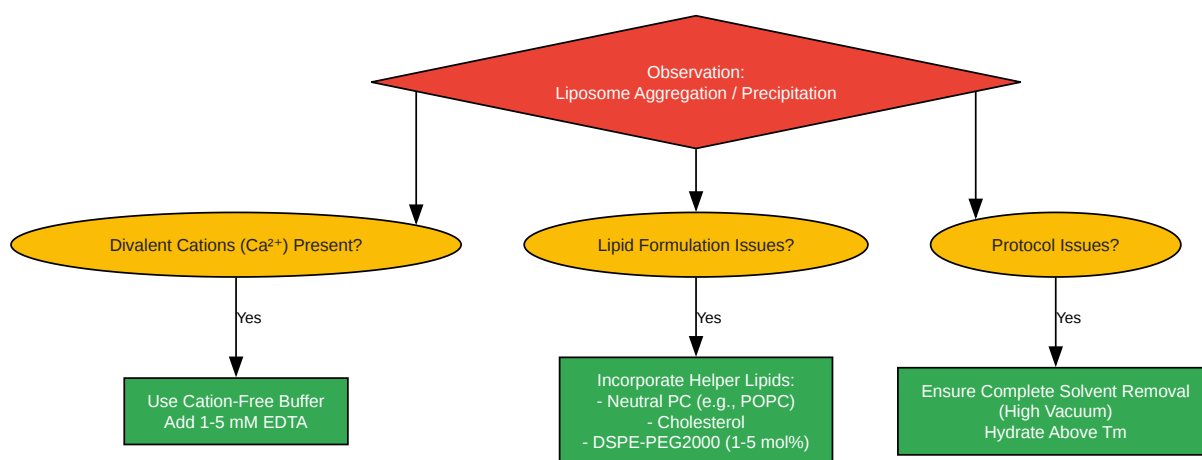 Observation:
Liposome Aggregation / Precipitation
Divalent Cations (Ca²⁺) Present?
Lipid Formulation Issues?
Protocol Issues?
Yes
Yes
Yes
Use Cation-Free Buffer
Add 1-5 mM EDTA
Incorporate Helper Lipids:
- Neutral PC (e.g., POPC)
- Cholesterol
- DSPE-PEG2000 (1-5 mol%)
Ensure Complete Solvent Removal
(High Vacuum)
Hydrate Above Tm